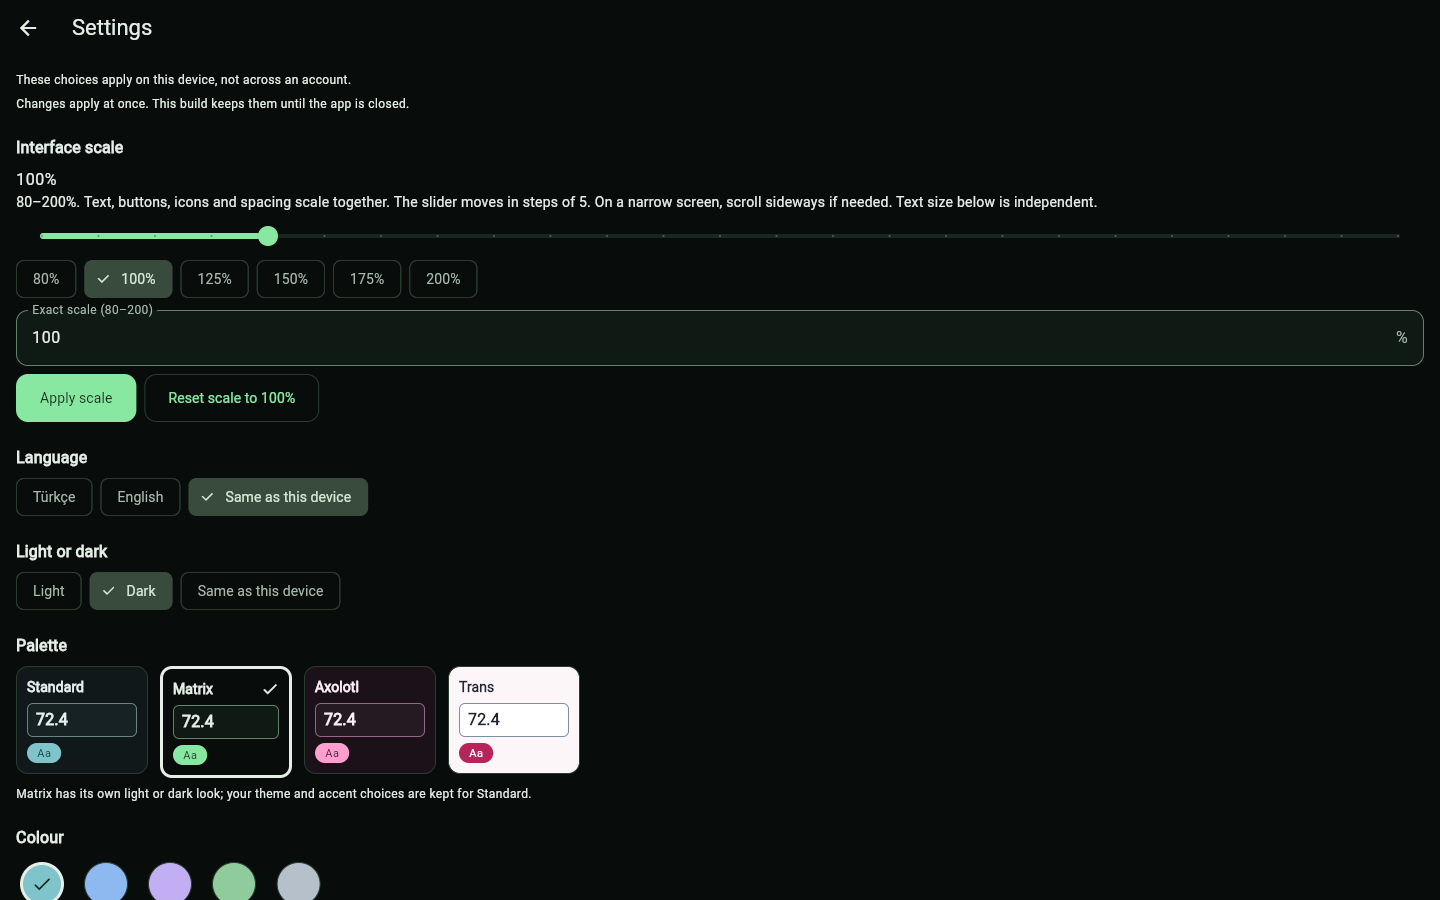 Settings
These choices apply on this device, not across an account.
Changes apply at once. This build keeps them until the app is closed.
Interface scale
100%
80–200%. Text, buttons, icons and spacing scale together. The slider moves in steps of 5. On a narrow screen, scroll sideways if needed. Text size below is independent.
80% 100% 125% 150% 175% 200%
Exact scale (80–200)
100 %
Apply scale Reset scale to 100%
Language
Türkçe English Same as this device
Light or dark
Light Dark Same as this device
Palette
Standard Matrix Axolotl Trans
72.4 72.4 72.4 72.4
Aa Aa Aa Aa
Matrix has its own light or dark look; your theme and accent choices are kept for Standard.
Colour